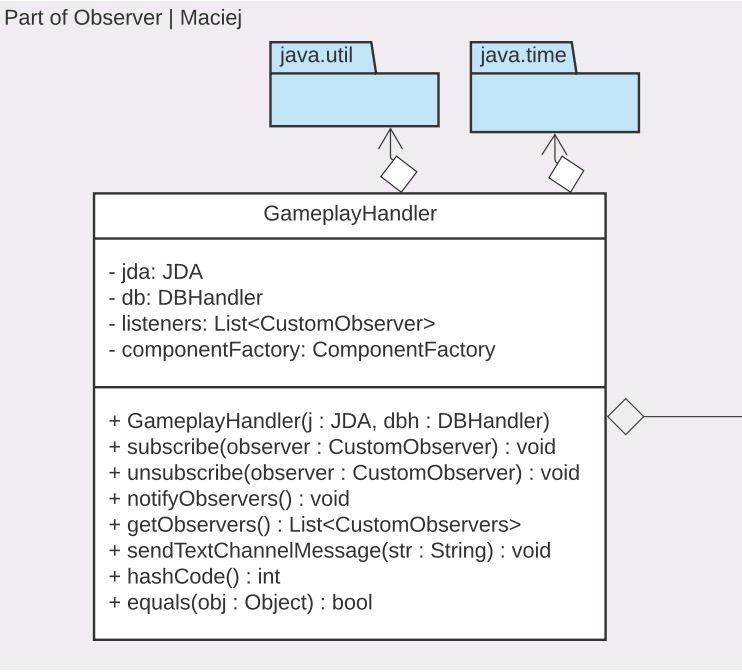 Part of Observer | Maciej
java.util
java.time
GameplayHandler
- jda: JDA
- db: DBHandler
- listeners: List<CustomObserver>
- componentFactory: ComponentFactory
+ GameplayHandler(j : JDA, dbh : DBHandler)
+ subscribe(observer : CustomObserver) : void
+ unsubscribe(observer : CustomObserver) : void
+ notifyObservers() : void
+ getObservers() : List<CustomObservers>
+ sendTextChannelMessage(str : String) : void
+ hashCode() : int
+ equals(obj : Object) : bool